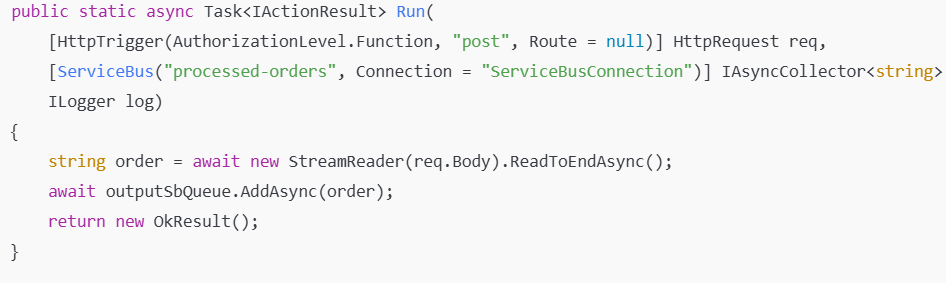 public static async Task<IActionResult> Run(
[HttpTrigger(AuthorizationLevel.Function, "post", Route = null)] HttpRequest req,
[ServiceBus("processed-orders", Connection = "ServiceBusConnection")] IAsyncCollector<string>
ILogger log)
{
string order = await new StreamReader(req.Body).ReadToEndAsync();
await outputSbQueue.AddAsync(order);
return new OkResult();
}